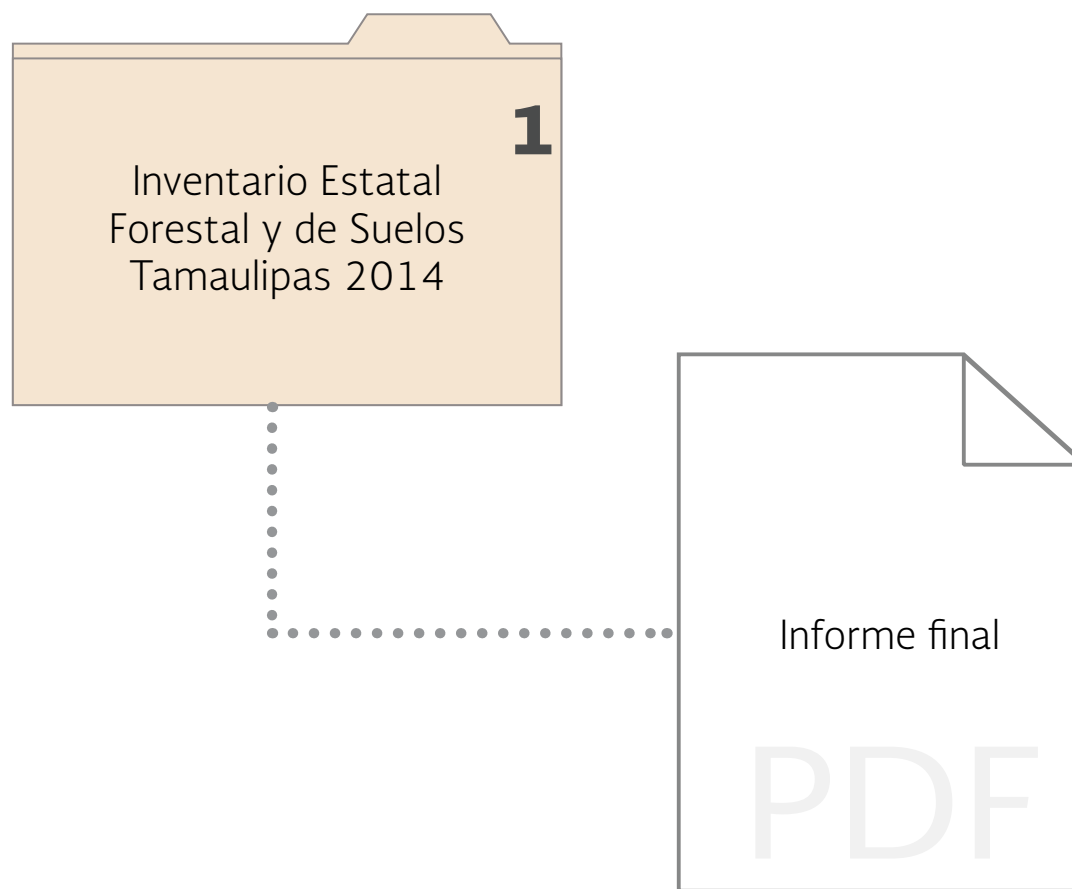 1
Inventario Estatal
Forestal y de Suelos
Tamaulipas 2014
Informe final
PDF